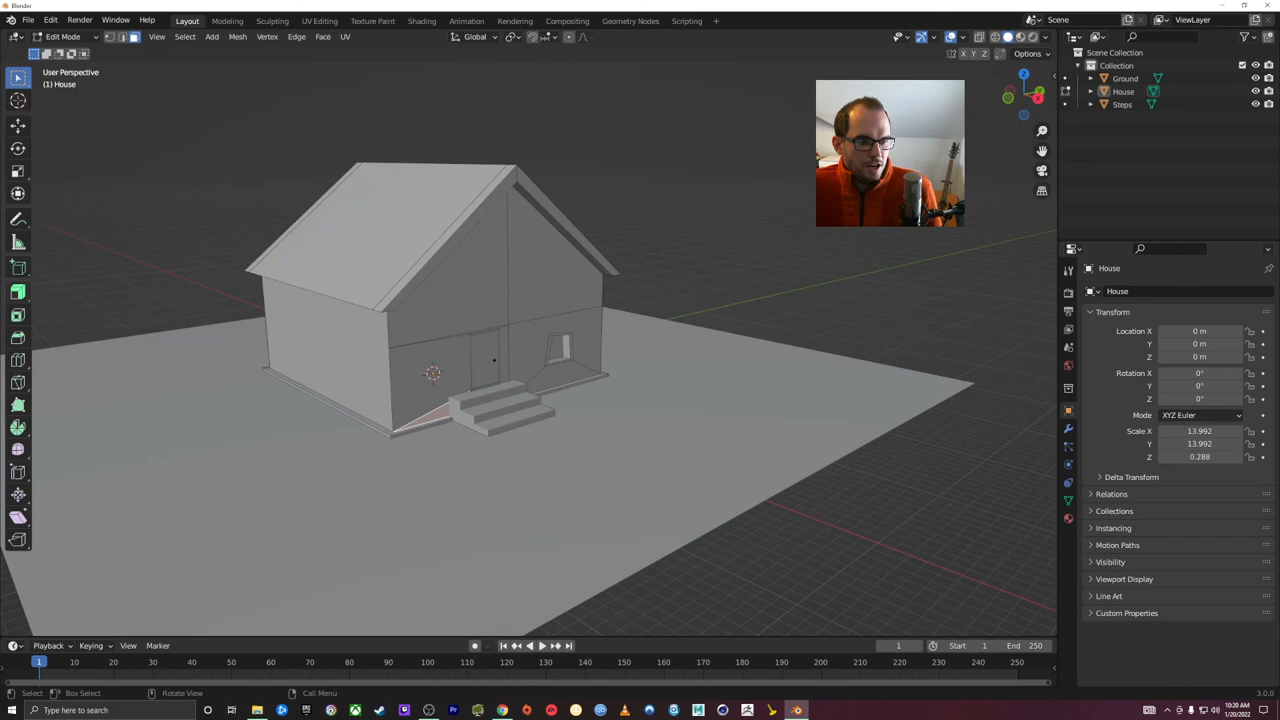 Blender
File Edit Render Window Help Layout Modeling Sculpting UV Editing Texture Paint Shading Animation Rendering Compositing Geometry Nodes Scripting + Scene ViewLayer
Edit Mode View Select Add Mesh Vertex Edge Face UV Global
X Y Z Options
User Perspective
(1) House
Z
Y
X
Scene Collection
Collection
Ground
House
Steps
House
House
Transform
Location X 0 m
Y 0 m
Z 0 m
Rotation X 0°
Y 0°
Z 0°
Mode XYZ Euler
Scale X 13.992
Y 13.992
Z 0.288
Delta Transform
Relations
Collections
Instancing
Motion Paths
Visibility
Viewport Display
Line Art
Custom Properties
Playback Keying View Marker 1 Start 1 End 250
1 10 20 30 40 50 60 70 80 90 100 110 120 130 140 150 160 170 180 190 200 210 220 230 240 250
Select Box Select Rotate View Call Menu 3.0.0
Type here to search
10:20 AM
1/20/2022